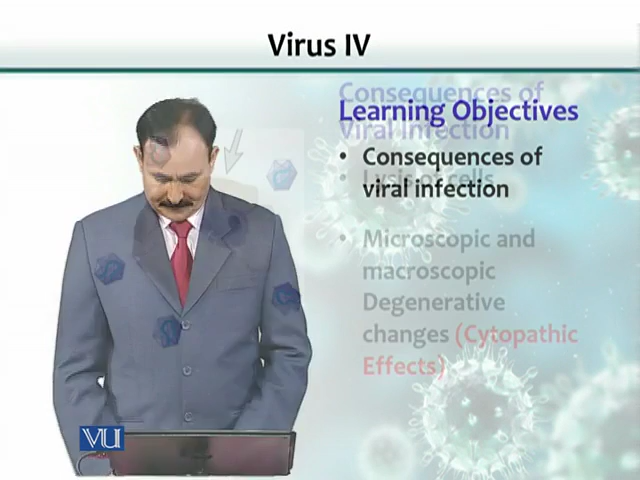 Virus IV
Consequences of
Learning Objectives
Viral Infection
• Consequences of
• Lysis of cells
viral infection
• Microscopic and
macroscopic
Degenerative
changes (Cytopathic
Effects)
VU